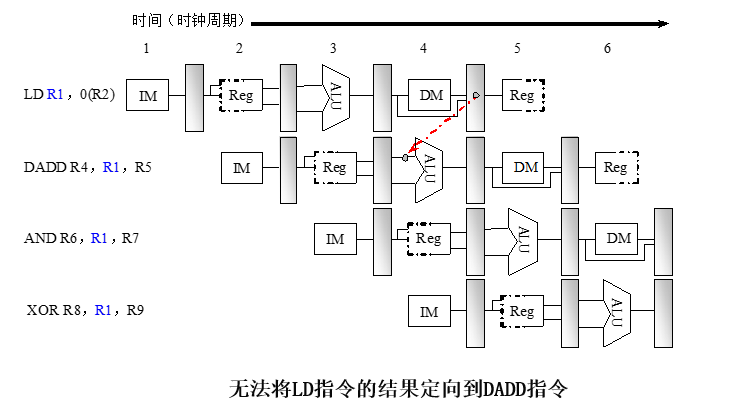 时间（时钟周期）
1 2 3 4 5 6
LD R1，0(R2) IM Reg ALU DM Reg
DADD R4，R1，R5 IM Reg ALU DM Reg
AND R6，R1，R7 IM Reg ALU DM
XOR R8，R1，R9 IM Reg ALU
无法将LD指令的结果定向到DADD指令